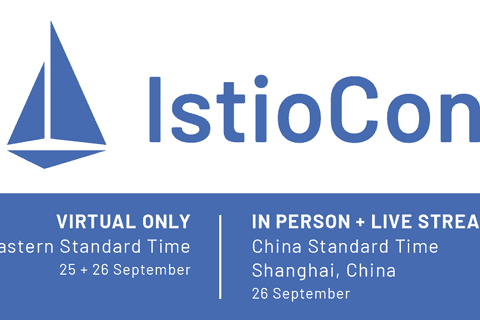 IstioCon
VIRTUAL ONLY
astern Standard Time
25 + 26 September
IN PERSON + LIVE STREA
China Standard Time
Shanghai, China
26 September